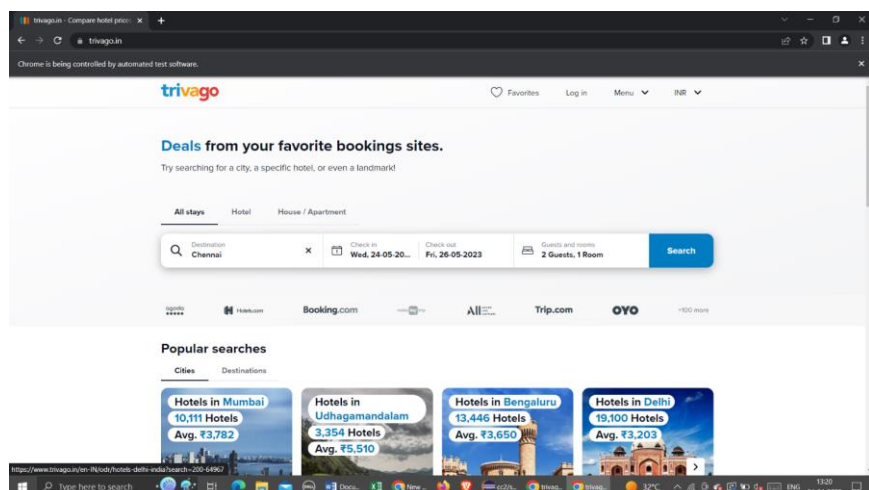 trivago.in - Compare hotel prices
trivago.in
Chrome is being controlled by automated test software.
trivago
Favorites Log in Menu INR
Deals from your favorite bookings sites.
Try searching for a city, a specific hotel, or even a landmark!
All stays Hotel House / Apartment
Destination Check in Check out Guests and rooms
Chennai Wed, 24-05-20... Fri, 26-05-2023 2 Guests, 1 Room Search
agoda Hotels.com Booking.com ALL Trip.com OYO +100 more
Popular searches
Cities Destinations
Hotels in Mumbai
10,111 Hotels
Avg. ₹3,782
Hotels in
Udhagamandalam
3,354 Hotels
Avg. ₹5,510
Hotels in Bengaluru
13,446 Hotels
Avg. ₹3,650
Hotels in Delhi
19,100 Hotels
Avg. ₹3,203
https://www.trivago.in/en-IN/odr/hotels-delhi-india?search=200-64967
Type here to search Docu... New... trivag... trivag... 32°C ENG 13:20